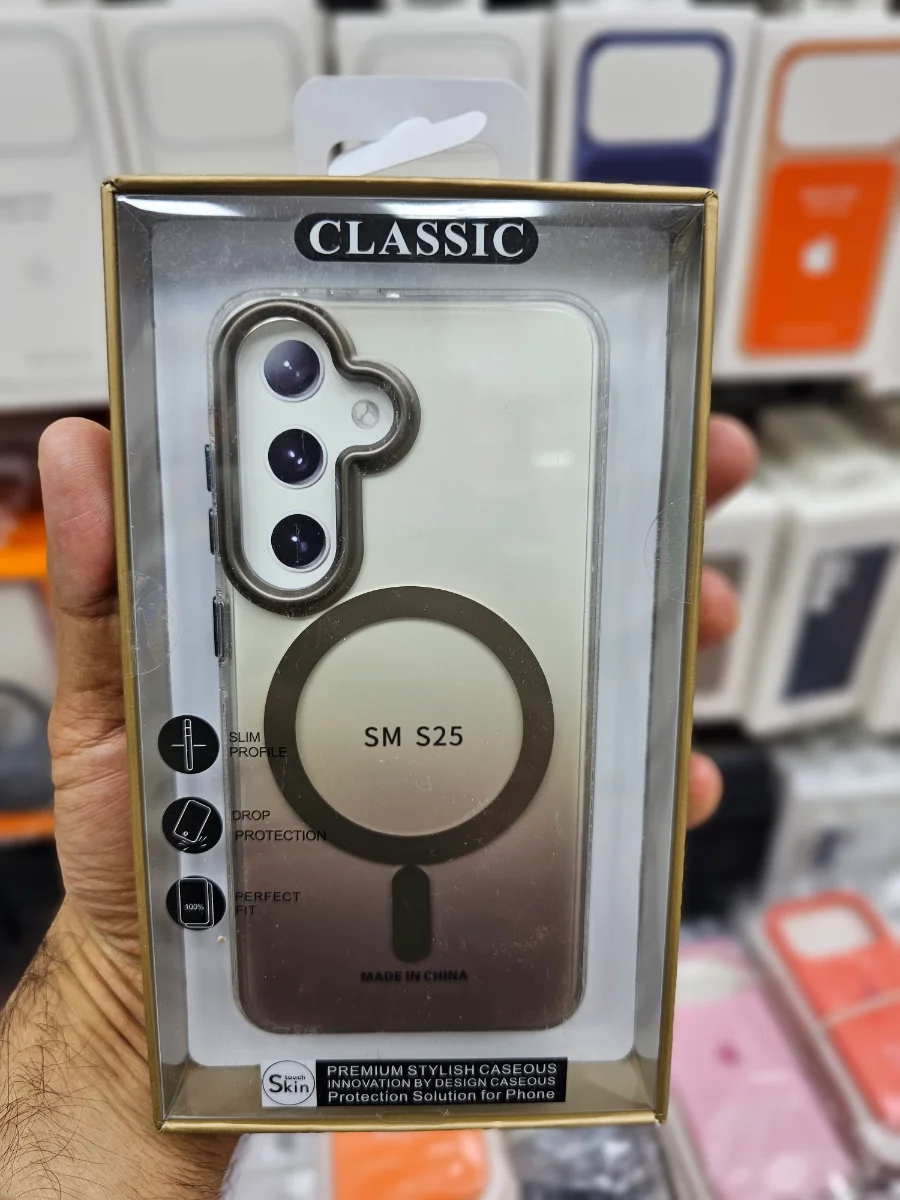 CLASSIC
SM S25
SLIM
PROFILE
DROP
PROTECTION
100%
PERFECT
FIT
MADE IN CHINA
touch
Skin
PREMIUM STYLISH CASEOUS
INNOVATION BY DESIGN CASEOUS
Protection Solution for Phone